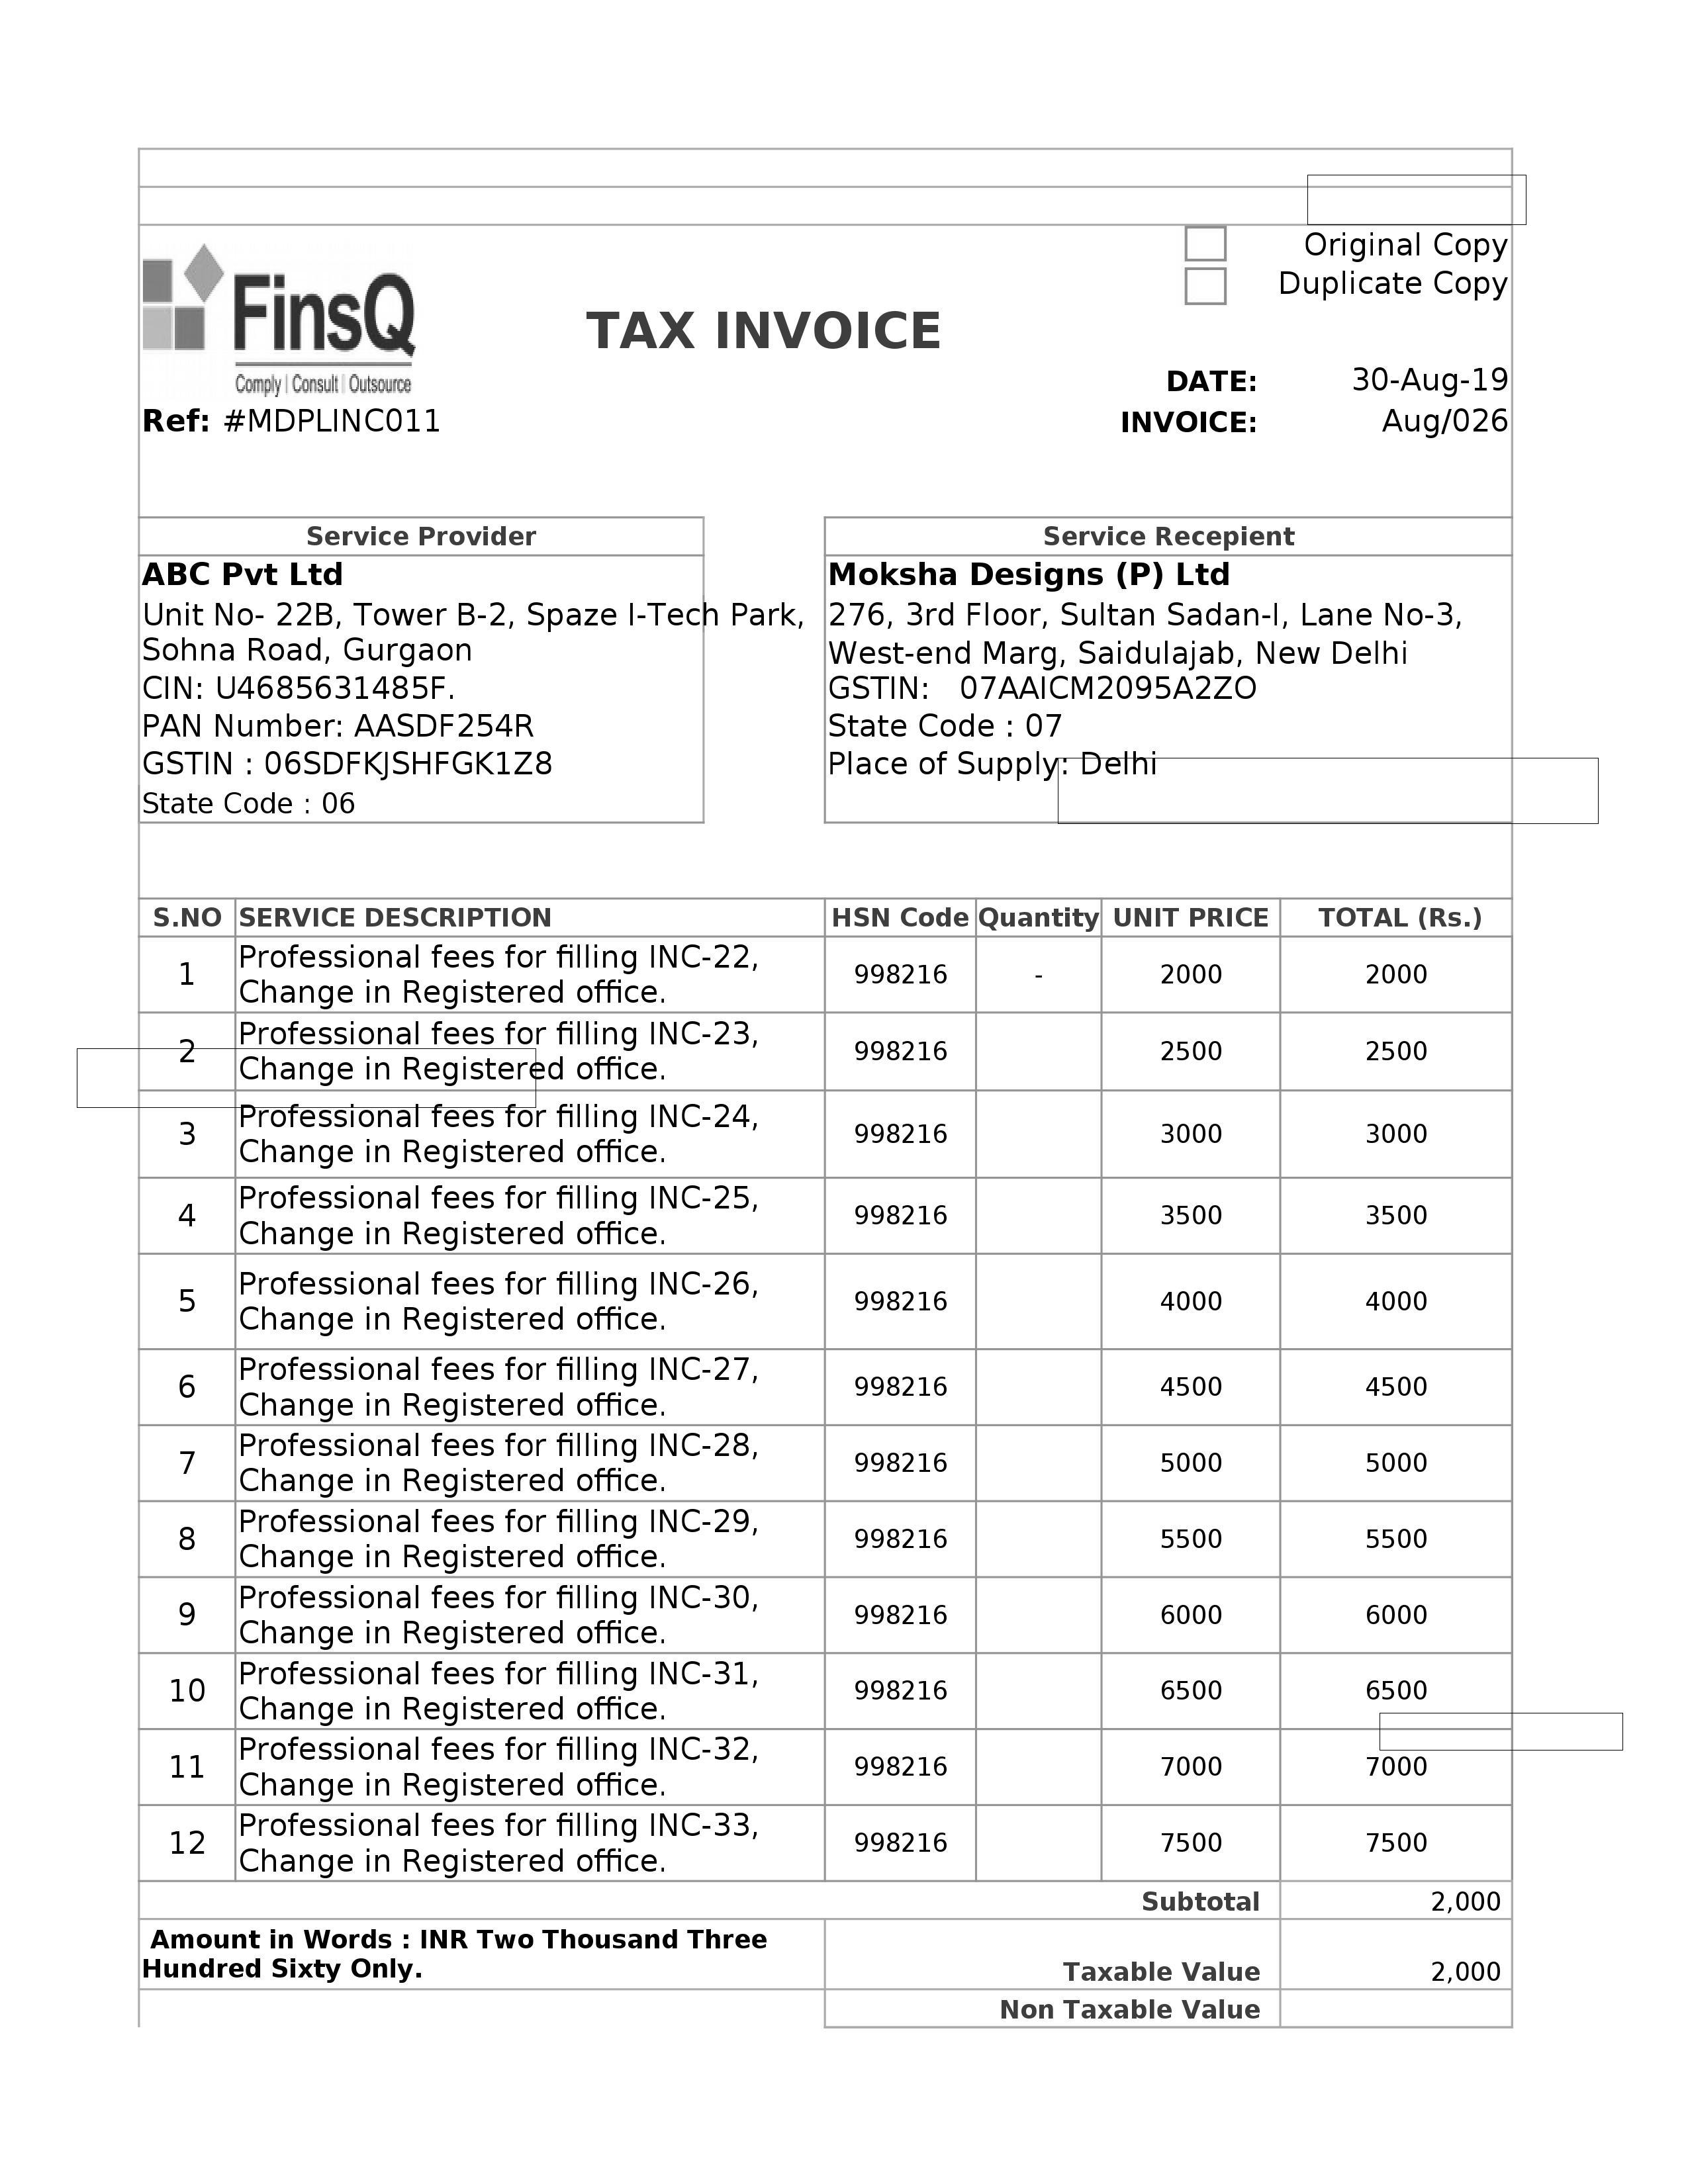 Original Copy
Duplicate Copy
FinsQ
Comply | Consult | Outsource
TAX INVOICE
DATE: 30-Aug-19
Ref: #MDPLINC011 INVOICE: Aug/026
Service Provider
ABC Pvt Ltd
Unit No- 22B, Tower B-2, Spaze I-Tech Park,
Sohna Road, Gurgaon
CIN: U4685631485F.
PAN Number: AASDF254R
GSTIN : 06SDFKJSHFGK1Z8
State Code : 06
Service Recepient
Moksha Designs (P) Ltd
276, 3rd Floor, Sultan Sadan-I, Lane No-3,
West-end Marg, Saidulajab, New Delhi
GSTIN: 07AAICM2095A2ZO
State Code : 07
Place of Supply: Delhi
S.NO SERVICE DESCRIPTION HSN Code Quantity UNIT PRICE TOTAL (Rs.)
1 Professional fees for filling INC-22, 998216 - 2000 2000
Change in Registered office.
2 Professional fees for filling INC-23, 998216 2500 2500
Change in Registered office.
3 Professional fees for filling INC-24, 998216 3000 3000
Change in Registered office.
4 Professional fees for filling INC-25, 998216 3500 3500
Change in Registered office.
5 Professional fees for filling INC-26, 998216 4000 4000
Change in Registered office.
6 Professional fees for filling INC-27, 998216 4500 4500
Change in Registered office.
7 Professional fees for filling INC-28, 998216 5000 5000
Change in Registered office.
8 Professional fees for filling INC-29, 998216 5500 5500
Change in Registered office.
9 Professional fees for filling INC-30, 998216 6000 6000
Change in Registered office.
10 Professional fees for filling INC-31, 998216 6500 6500
Change in Registered office.
11 Professional fees for filling INC-32, 998216 7000 7000
Change in Registered office.
12 Professional fees for filling INC-33, 998216 7500 7500
Change in Registered office.
Subtotal 2,000
Amount in Words : INR Two Thousand Three
Hundred Sixty Only.
Taxable Value 2,000
Non Taxable Value